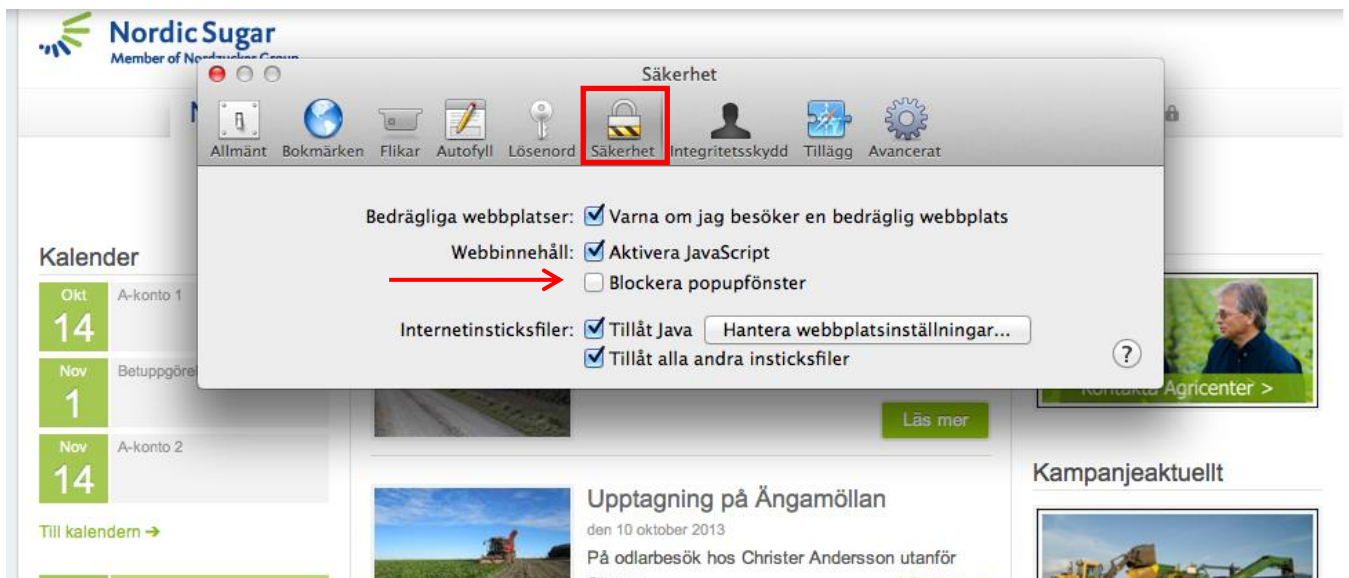 Nordic Sugar
Member of Nordzucker Group
Säkerhet
Allmänt Bokmärken Flikar Autofyll Lösenord Säkerhet Integritetsskydd Tillägg Avancerat
Bedrägliga webbplatser: Varna om jag besöker en bedräglig webbplats
Webbinnehåll: Aktivera JavaScript
Blockera popupfönster
Internetinsticksfiler: Tillåt Java Hantera webbplatsinställningar...
Tillåt alla andra insticksfiler
?
Kalender
Okt
14
A-konto 1
Nov
1
Nov
14
A-konto 2
Till kalendern →
Läs mer
Upptagning på Ängamöllan
den 10 oktober 2013
På odlarbesök hos Christer Andersson utanför
Kontakta Agricenter >
Kampanjeaktuellt